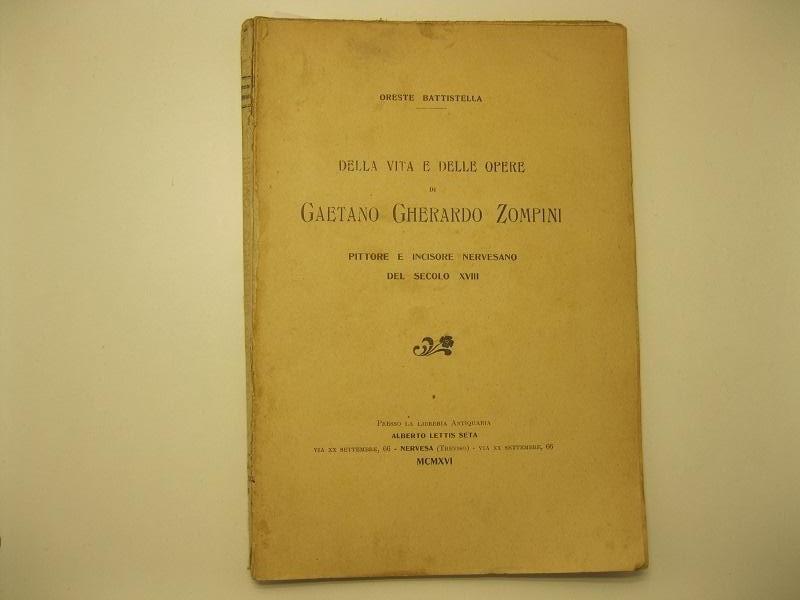 ORESTE BATTISTELLA
DELLA VITA E DELLE OPERE
DI
GAETANO GHERARDO ZOMPINI
PITTORE E INCISORE NERVESANO
DEL SECOLO XVIII
PRESSO LA LIBRERIA ANTIQUARIA
ALBERTO LETTIS SETA
VIA XX SETTEMBRE, 66 - NERVESA (TREVISO) - VIA XX SETTEMBRE, 66
MCMXVI